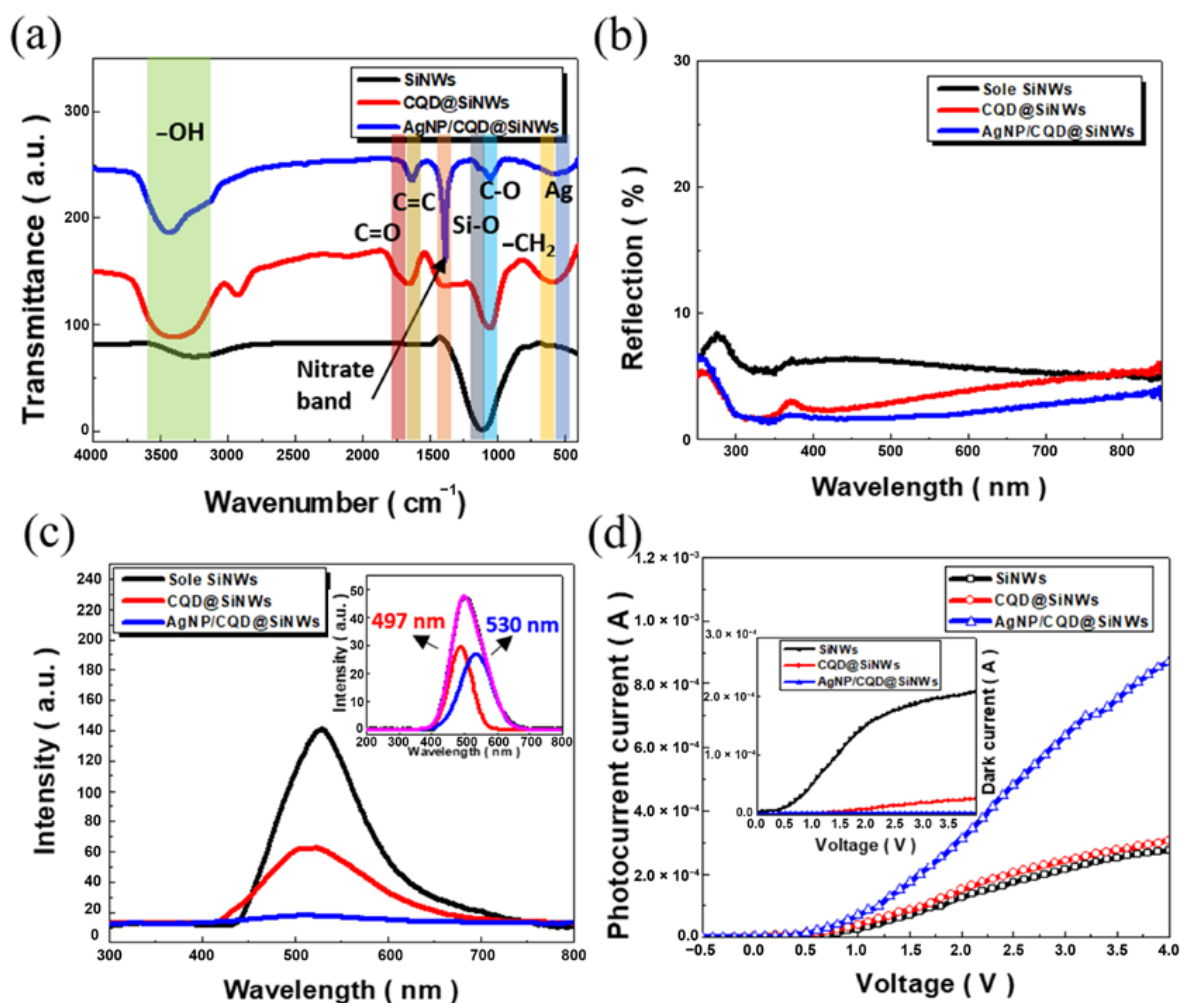 (a)
SiNWs
CQD@SiNWs
AgNP/CQD@SiNWs
–OH
C=O
C=C
Si-O
C-O
–CH₂
Ag
Nitrate
band
300
200
100
0
Transmittance ( a.u. )
4000 3500 3000 2500 2000 1500 1000 500
Wavenumber ( cm⁻¹)
(b)
Sole SiNWs
CQD@SiNWs
AgNP/CQD@SiNWs
30
20
10
0
Reflection ( % )
300 400 500 600 700 800
Wavelength ( nm )
(c)
Sole SiNWs
CQD@SiNWs
AgNP/CQD@SiNWs
240
220
200
180
160
140
120
100
80
60
40
20
0
Intensity ( a.u. )
300 400 500 600 700 800
Wavelength ( nm )
497 nm
530 nm
50
40
30
20
10
0
Intensity ( a.u. )
200 300 400 500 600 700 800
Wavelength ( nm )
(d)
SiNWs
CQD@SiNWs
AgNP/CQD@SiNWs
1.2 × 10⁻³
1.0 × 10⁻³
8.0 × 10⁻⁴
6.0 × 10⁻⁴
4.0 × 10⁻⁴
2.0 × 10⁻⁴
0.0
Photocurrent current ( A )
−0.5 0.0 0.5 1.0 1.5 2.0 2.5 3.0 3.5 4.0
Voltage ( V )
SiNWs
CQD@SiNWs
AgNP/CQD@SiNWs
3.0 × 10⁻⁴
2.0 × 10⁻⁴
1.0 × 10⁻⁴
0.0
Dark current ( A )
0.0 0.5 1.0 1.5 2.0 2.5 3.0 3.5
Voltage ( V )